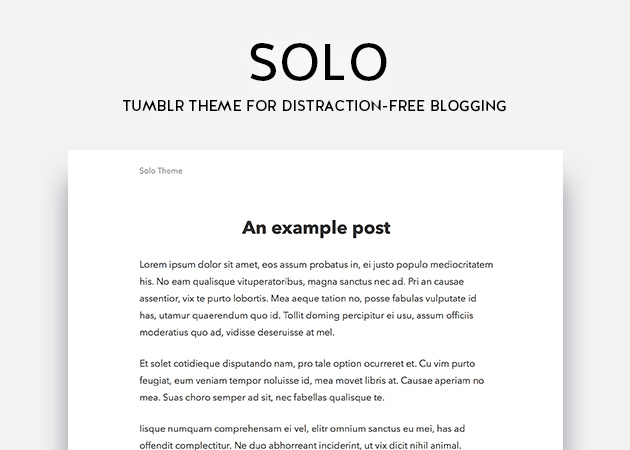 SOLO
TUMBLR THEME FOR DISTRACTION-FREE BLOGGING
Solo Theme
An example post
Lorem ipsum dolor sit amet, eos assum probatus in, ei justo populo mediocritatem
his. No eam qualisque vituperatoribus, magna sanctus nec ad. Pri an causae
assentior, vix te purto lobortis. Mea aeque tation no, posse fabulas vulputate id
has, utamur quaerendum quo id. Tollit doming percipitur ei usu, assum officiis
moderatius quo ad, vidisse deseruisse at mel.
Et solet cotidieque disputando nam, pro tale option ocurreret et. Cu vim purto
feugiat, eum veniam tempor noluisse id, mea movet libris at. Causae aperiam no
mea. Suas choro semper ad sit, nec fabellas qualisque te.
Iisque numquam comprehensam ei vel, elitr omnium sanctus eu mei, has ad
offendit complectitur. Ne duo abhorreant inciderint, ut vix dicit nihil animal.